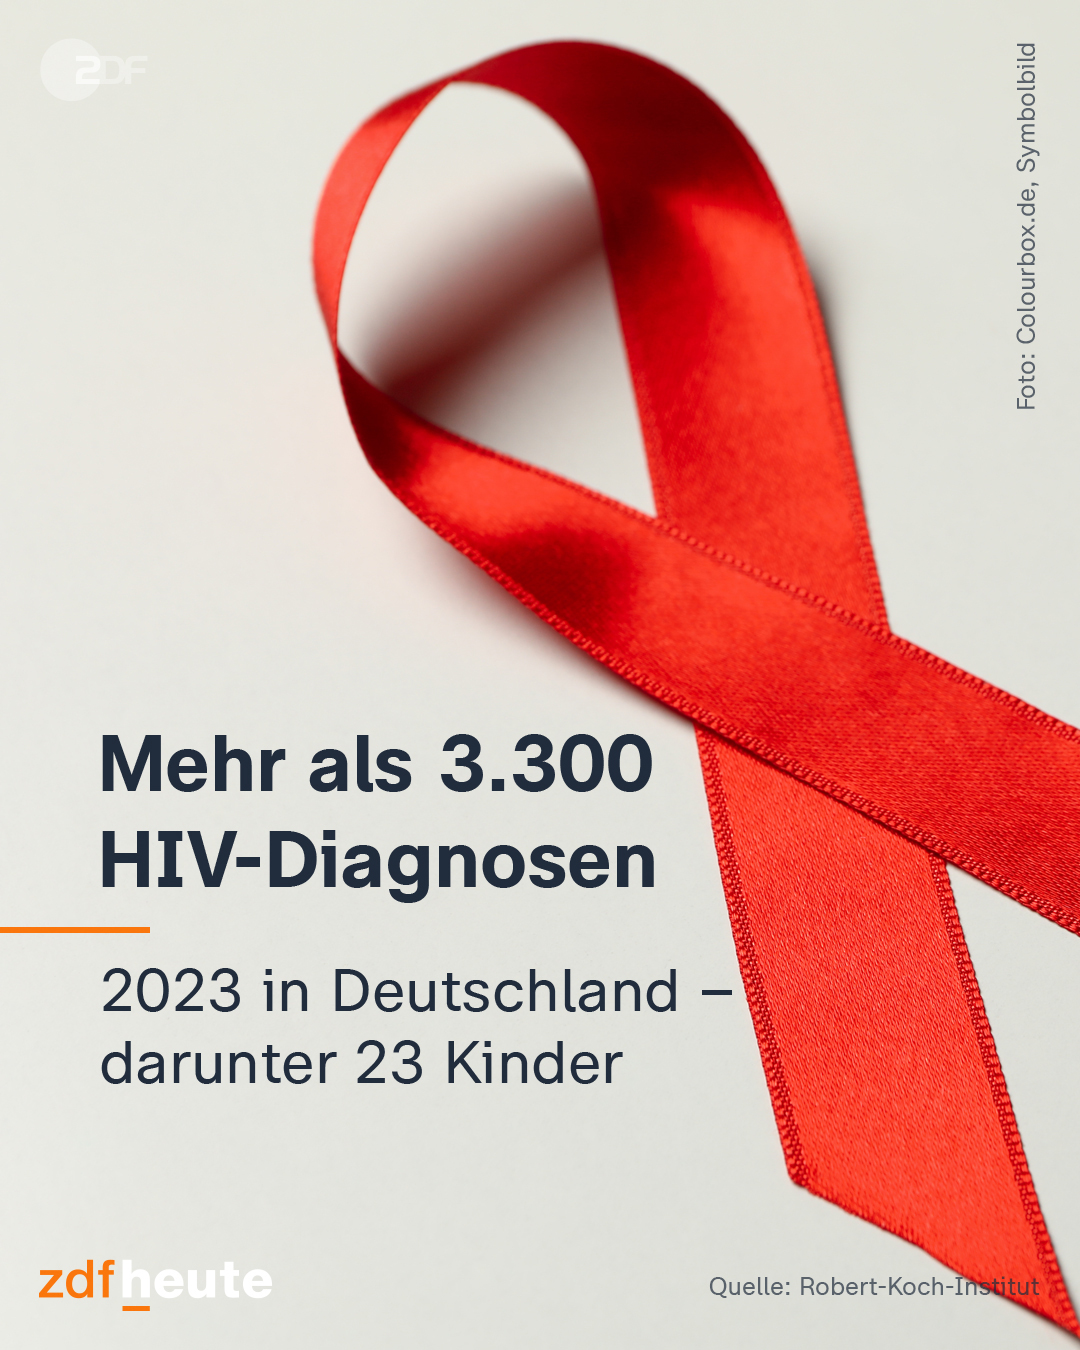 ZDF
Foto: Colourbox.de, Symbolbild
Mehr als 3.300
HIV-Diagnosen
2023 in Deutschland –
darunter 23 Kinder
zdfheute
Quelle: Robert-Koch-Institut